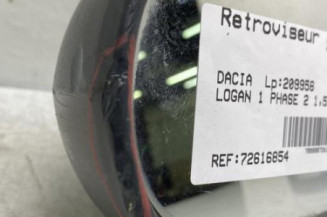 Retroviseur
DACIA Lp:209958
LOGAN 1 PHASE 2 1.5
REF:72616854